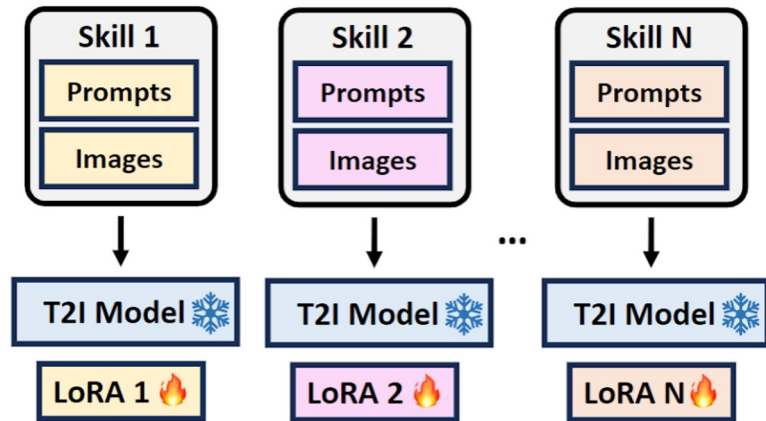 Skill 1
Prompts
Images
T2I Model
LoRA 1
Skill 2
Prompts
Images
T2I Model
LoRA 2
...
Skill N
Prompts
Images
T2I Model
LoRA N